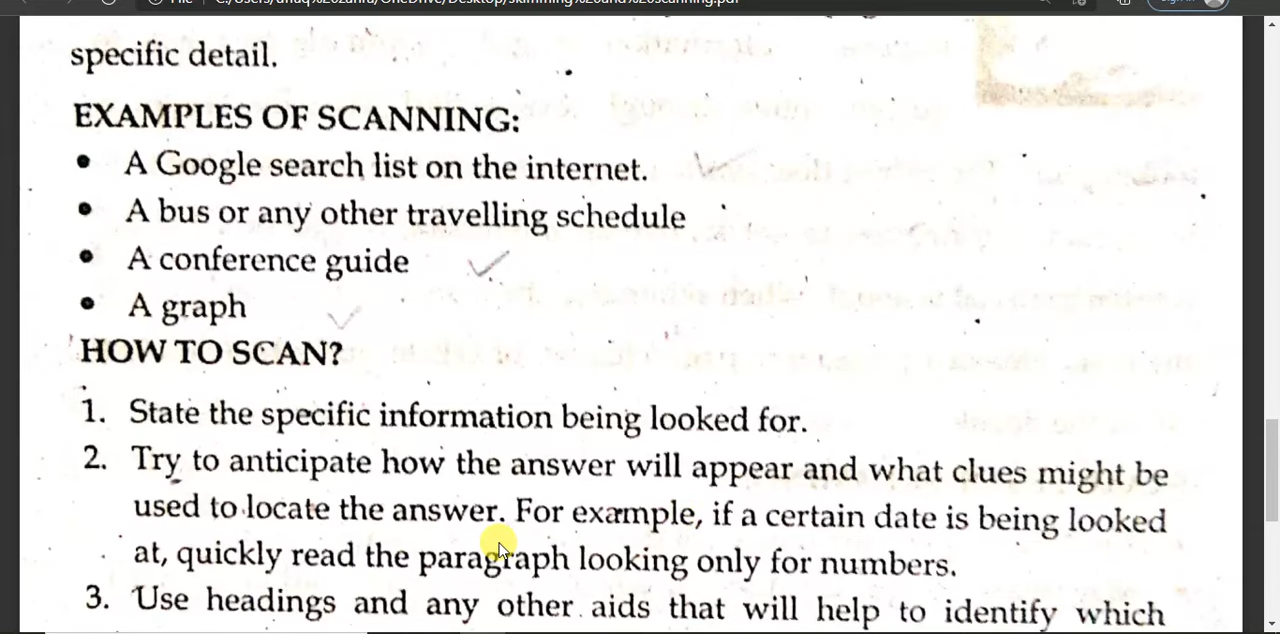 specific detail.
EXAMPLES OF SCANNING:
• A Google search list on the internet.
• A bus or any other travelling schedule
• A conference guide
• A graph
HOW TO SCAN?
1. State the specific information being looked for.
2. Try to anticipate how the answer will appear and what clues might be
used to locate the answer. For example, if a certain date is being looked
at, quickly read the paragraph looking only for numbers.
3. Use headings and any other aids that will help to identify which